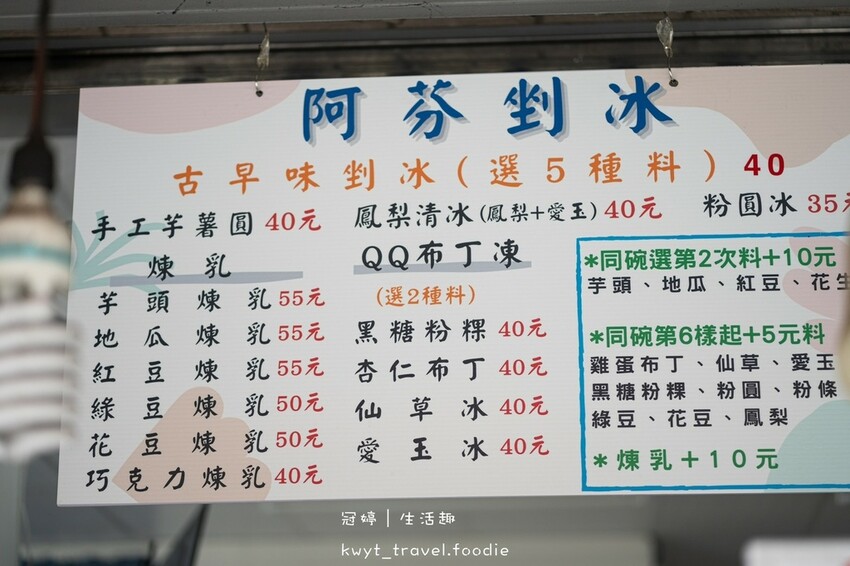 阿芬剉冰
古早味剉冰(選5種料) 40
手工芋薯圓 40元
鳳梨清冰(鳳梨+愛玉) 40元
粉圓冰 35
煉乳
芋頭煉乳 55元
地瓜煉乳 55元
紅豆煉乳 55元
綠豆煉乳 50元
花豆煉乳 50元
巧克力煉乳 40元
QQ布丁凍
(選2種料)
黑糖粉粿 40元
杏仁布丁 40元
仙草冰 40元
愛玉冰 40元
*同碗選第2次料+10元
芋頭、地瓜、紅豆、花生
*同碗第6樣起+5元料
雞蛋布丁、仙草、愛玉
黑糖粉粿、粉圓、粉條
綠豆、花豆、鳳梨
*煉乳+10元
冠婷｜生活趣
kwyt_travel.foodie